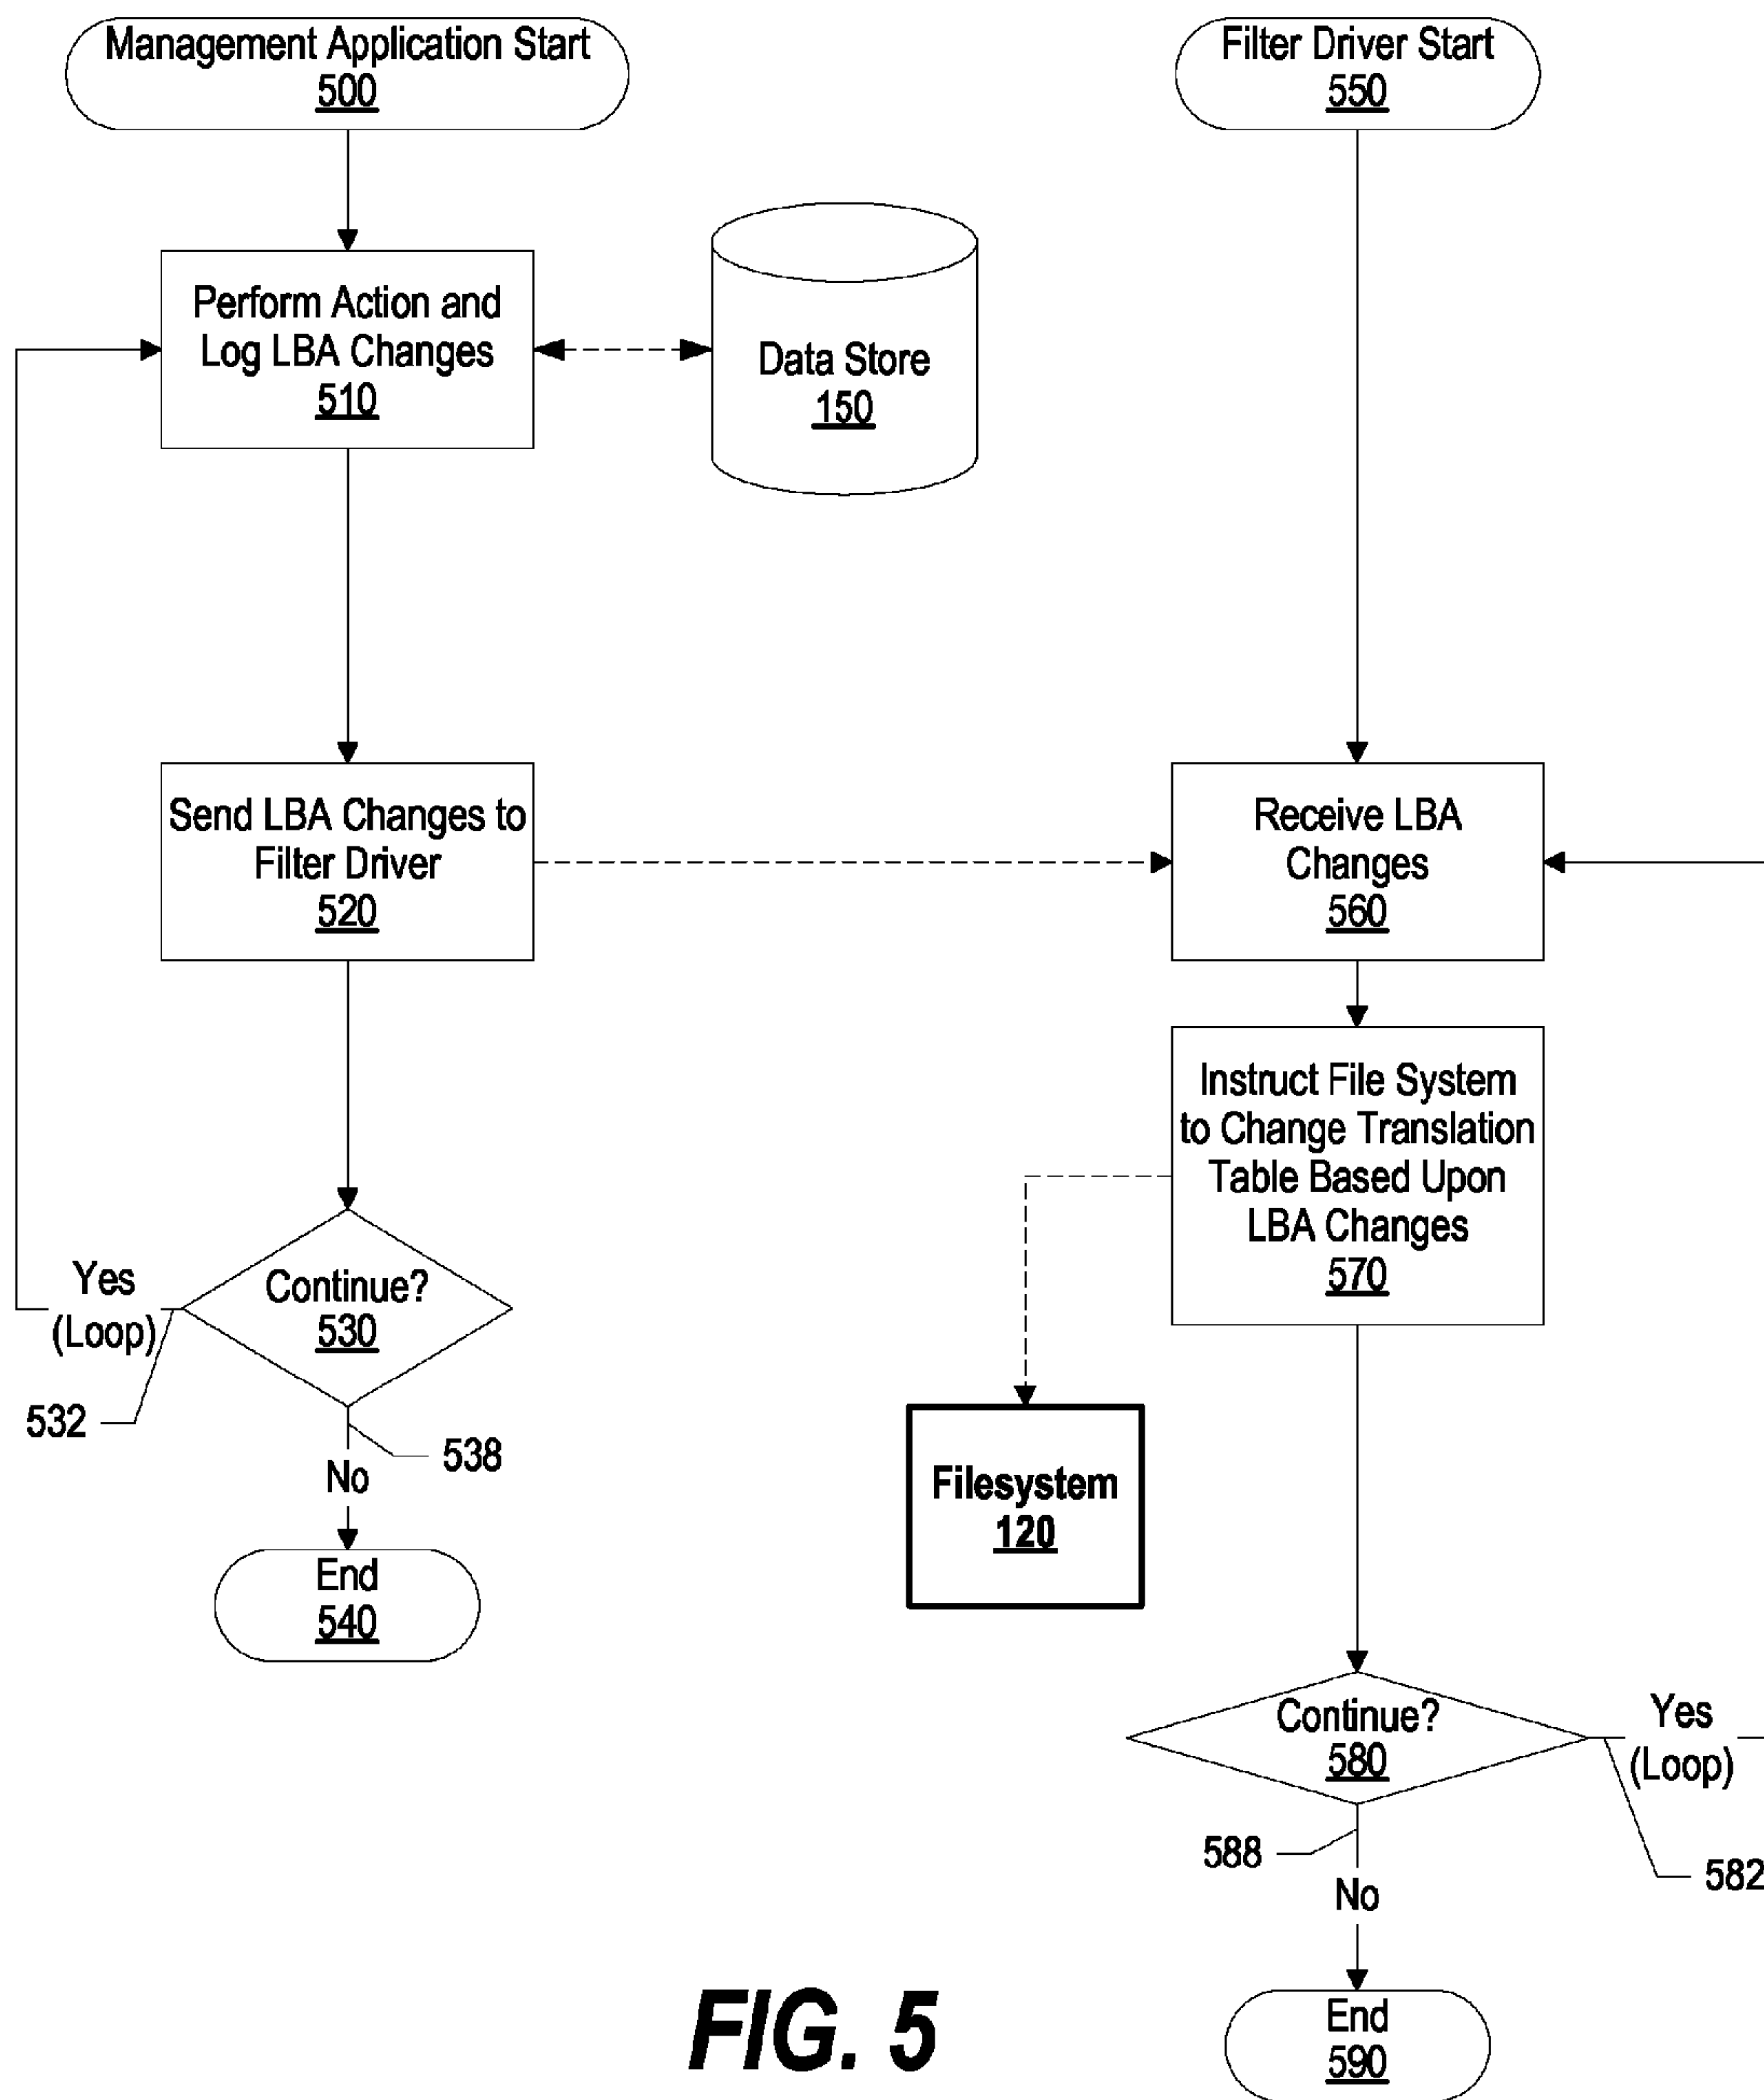 Management Application Start
500
Filter Driver Start
550
Perform Action and
Log LBA Changes
510
Data Store
150
Send LBA Changes to
Filter Driver
520
Receive LBA
Changes
560
Instruct File System
to Change Translation
Table Based Upon
LBA Changes
570
Continue?
530
Yes
(Loop)
532
538
No
End
540
Filesystem
120
Continue?
580
Yes
(Loop)
582
588
No
End
590
FIG. 5